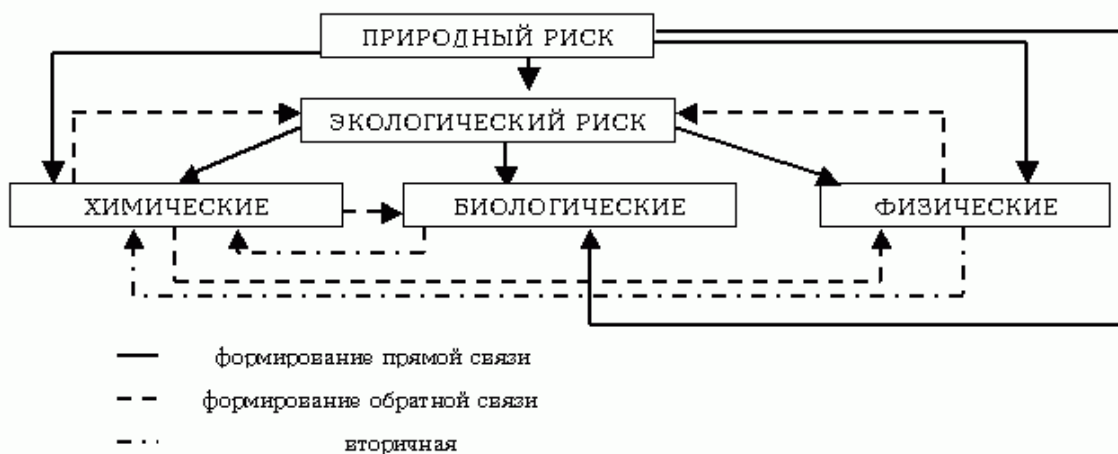 ПРИРОДНЫЙ РИСК
ЭКОЛОГИЧЕСКИЙ РИСК
ХИМИЧЕСКИЕ
БИОЛОГИЧЕСКИЕ
ФИЗИЧЕСКИЕ
формирование прямой связи
формирование обратной связи
вторичная